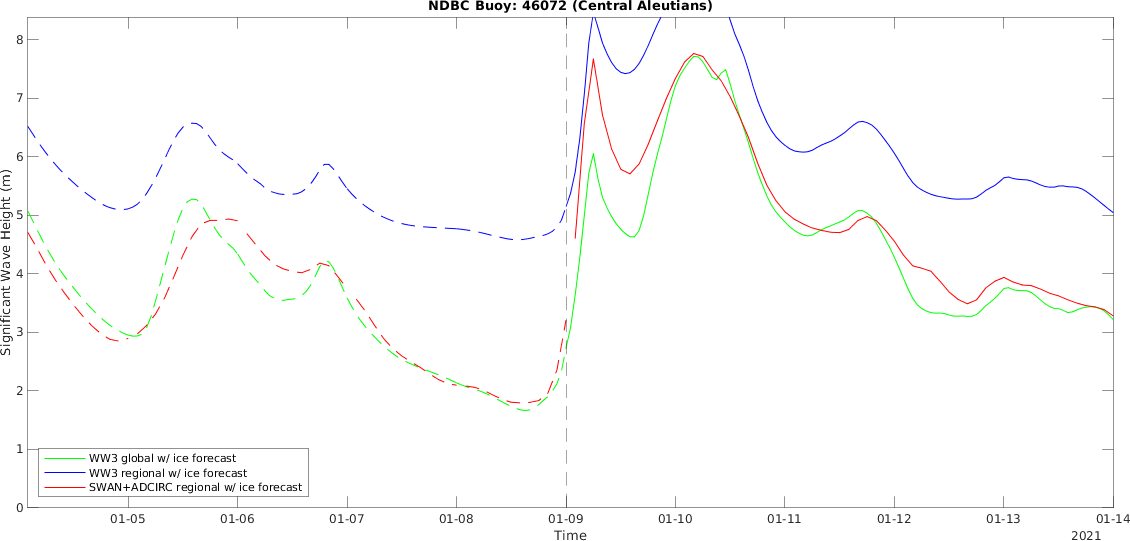 NDBC Buoy: 46072 (Central Aleutians)
8
7
6
5
4
3
2
1
0
Significant Wave Height (m)
WW3 global w/ ice forecast
WW3 regional w/ ice forecast
SWAN+ADCIRC regional w/ ice forecast
01-05 01-06 01-07 01-08 01-09 01-10 01-11 01-12 01-13 01-14
Time
2021